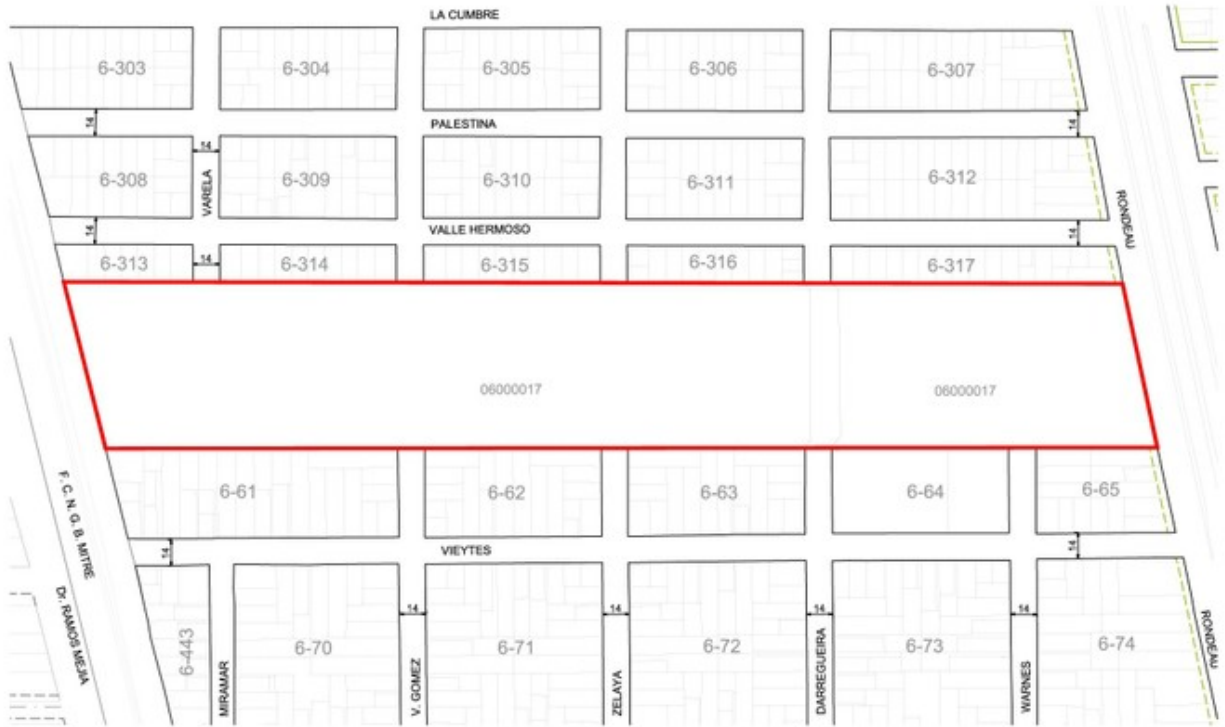 LA CUMBRE
6-303
6-304
6-305
6-306
6-307
14
PALESTINA
14
14
6-308
VARELA
6-309
6-310
6-311
6-312
RONDEAU
14
VALLE HERMOSO
14
6-313
14
6-314
6-315
6-316
6-317
06000017
06000017
6-61
6-62
6-63
6-64
6-65
F. C. N. G. B. MITRE
14
VIEYTES
14
Dr. RAMOS MEJIA
6-443
MIRAMAR
6-70
14
V. GOMEZ
6-71
14
ZELAYA
6-72
14
DARREGUEIRA
6-73
14
WARNES
6-74
RONDEAU